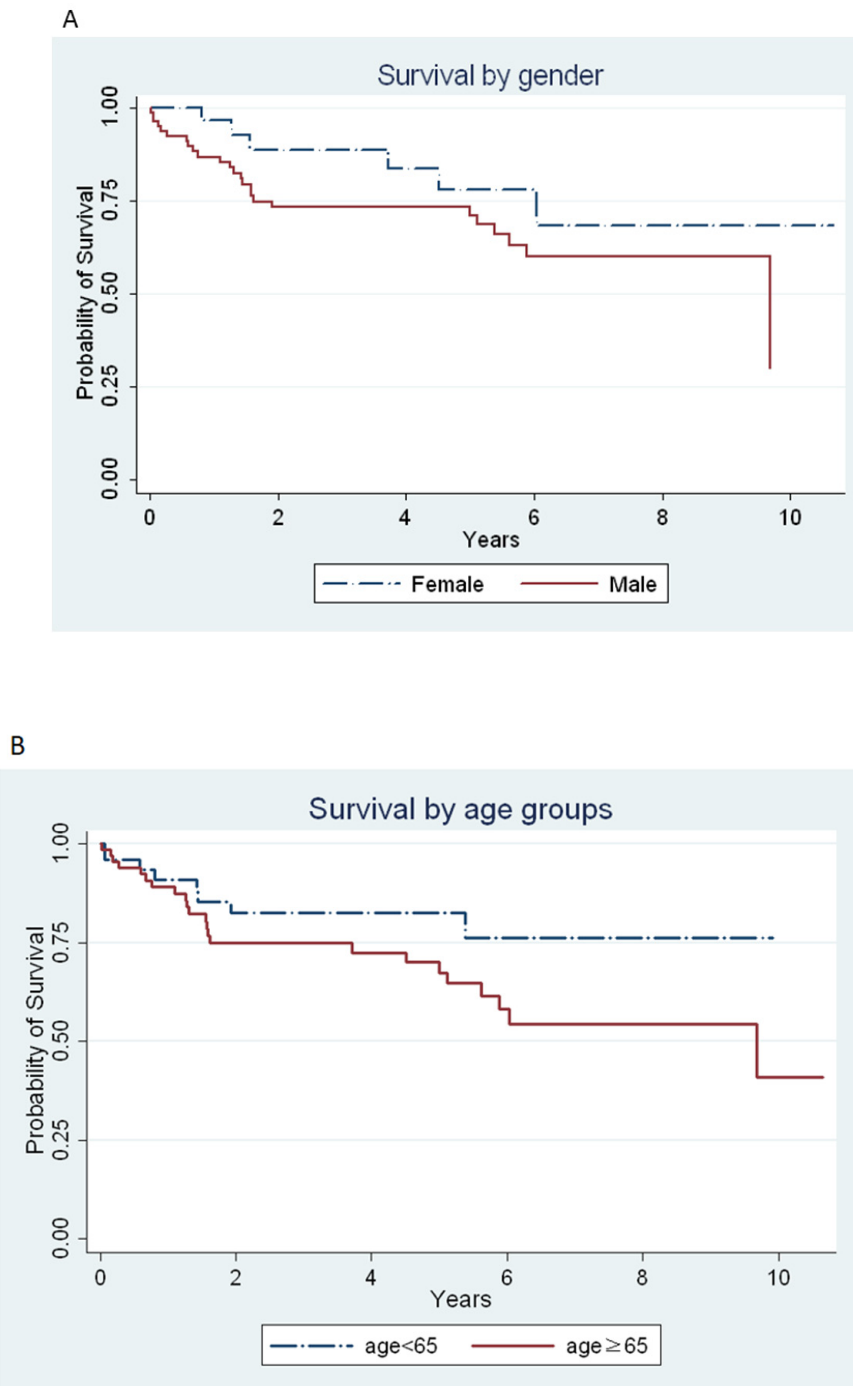 A
Survival by gender
Probability of Survival
1.00
0.75
0.50
0.25
0.00
0 2 4 6 8 10
Years
Female Male
B
Survival by age groups
Probability of Survival
1.00
0.75
0.50
0.25
0.00
0 2 4 6 8 10
Years
age<65 age≥65